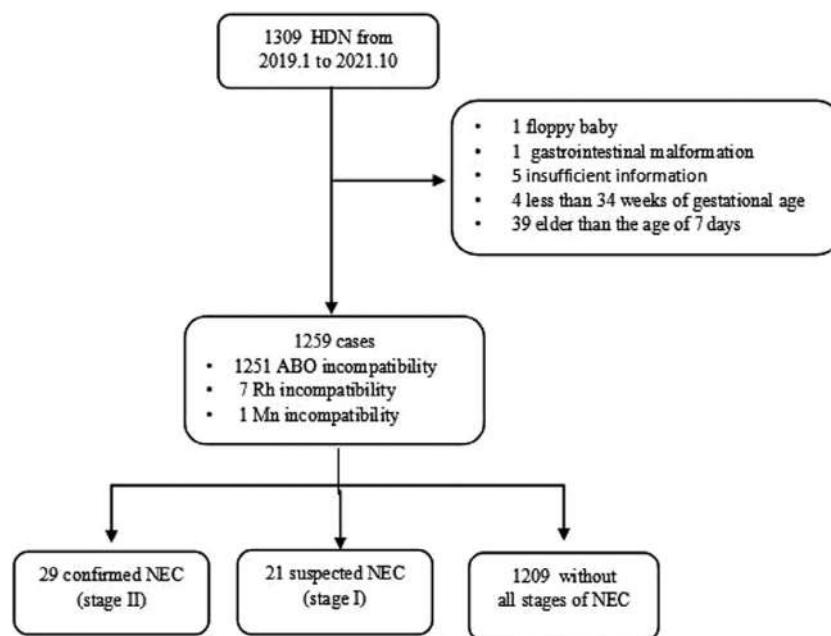 1309 HDN from
2019.1 to 2021.10
• 1 floppy baby
• 1 gastrointestinal malformation
• 5 insufficient information
• 4 less than 34 weeks of gestational age
• 39 elder than the age of 7 days
1259 cases
• 1251 ABO incompatibility
• 7 Rh incompatibility
• 1 Mn incompatibility
29 confirmed NEC
(stage II)
21 suspected NEC
(stage I)
1209 without
all stages of NEC